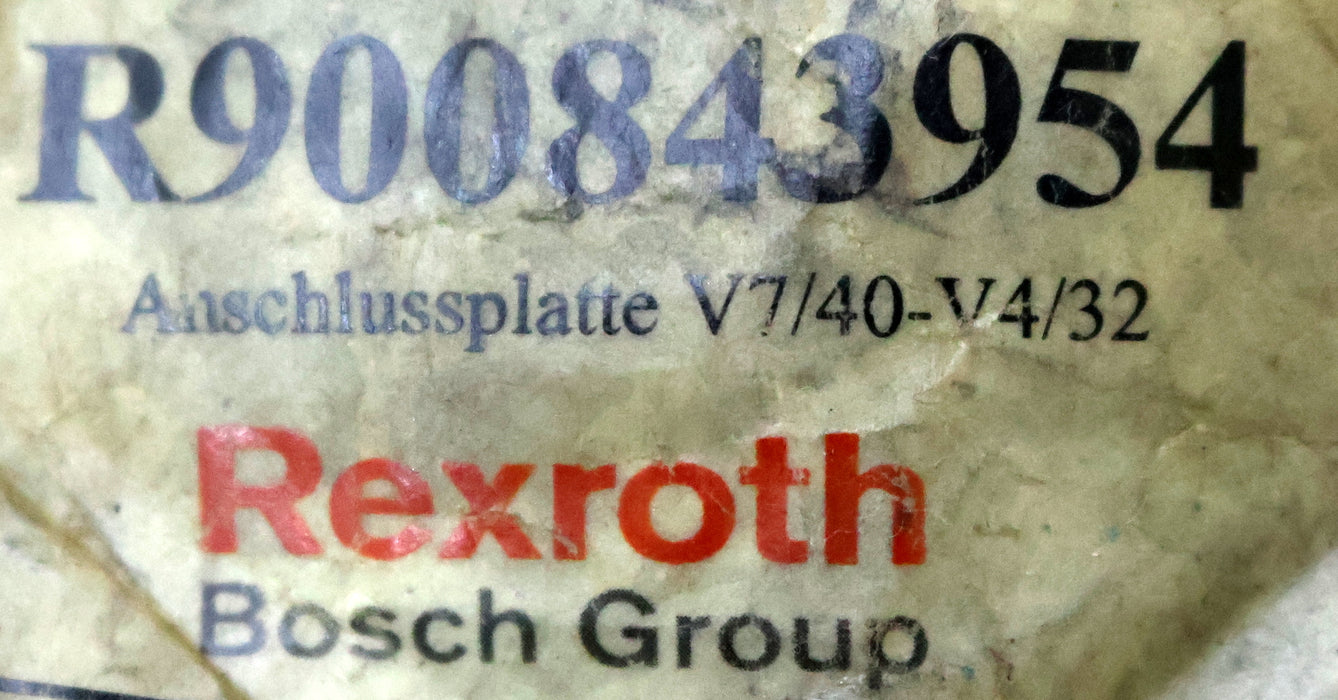 R900843954
Anschlussplatte V7/40-V4/32
Rexroth
Bosch Group